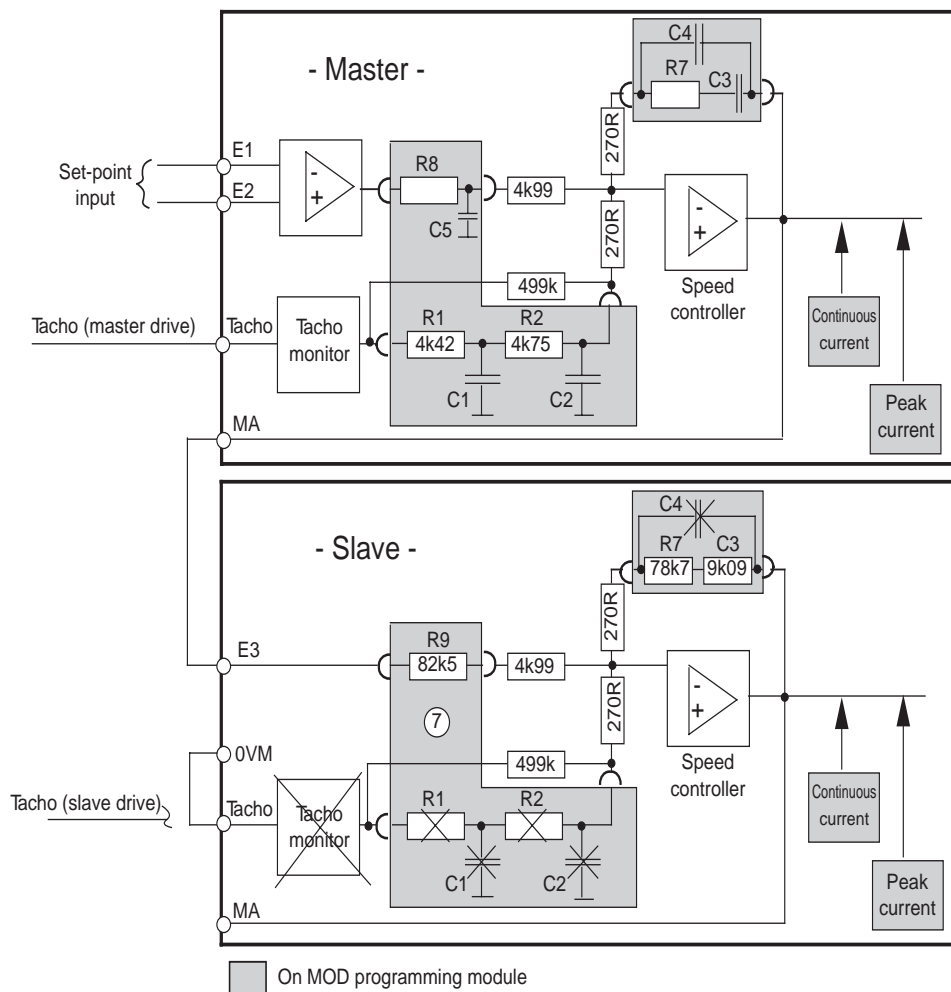 - Master -
C4
R7
C3
270R
E1
Set-point
input
E2
-
+
R8
C5
4k99
270R
-
+
Speed
controller
499k
Tacho (master drive)
Tacho
Tacho
monitor
R1
4k42
R2
4k75
C1
C2
Continuous
current
Peak
current
MA
- Slave -
C4
R7
78k7
C3
9k09
270R
E3
R9
82k5
4k99
270R
-
+
Speed
controller
7
0VM
499k
Tacho (slave drive)
Tacho
Tacho
monitor
R1
R2
C1
C2
Continuous
current
Peak
current
MA
On MOD programming module